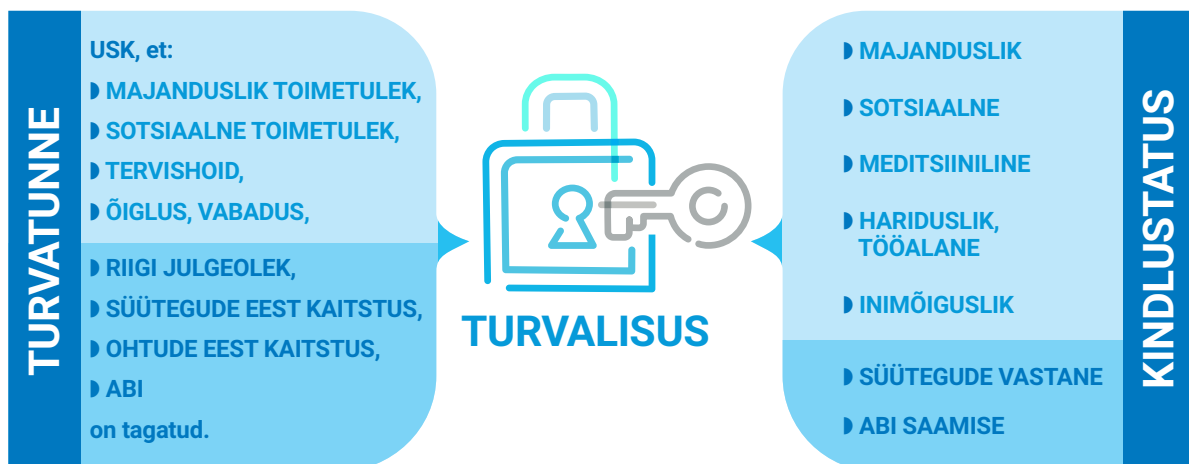 TURVATUNNE
USK, et:
◗ MAJANDUSLIK TOIMETULEK,
◗ SOTSIAALNE TOIMETULEK,
◗ TERVISHOID,
◗ ÕIGLUS, VABADUS,
◗ RIIGI JULGEOLEK,
◗ SÜÜTEGUDE EEST KAITSTUS,
◗ OHTUDE EEST KAITSTUS,
◗ ABI
on tagatud.
TURVALISUS
◗ MAJANDUSLIK
◗ SOTSIAALNE
◗ MEDITSIINILINE
◗ HARIDUSLIK,
TÖÖALANE
◗ INIMÕIGUSLIK
◗ SÜÜTEGUDE VASTANE
◗ ABI SAAMISE
KINDLUSTATUS